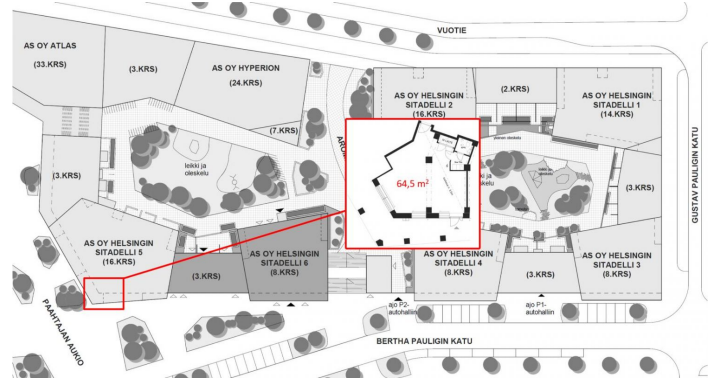 VUOTIE
AS OY ATLAS
(33.KRS)
(3.KRS)
AS OY HYPERION
(24.KRS)
(7.KRS)
AS OY HELSINGIN
SITADELLI 2
(16.KRS)
(2.KRS)
AS OY HELSINGIN
SITADELLI 1
(14.KRS)
GUSTAV PAULIGIN KATU
leikki ja
oleskelu
(3.KRS)
64,5 m²
(3.KRS)
AS OY HELSINGIN
SITADELLI 5
(16.KRS)
(3.KRS)
AS OY HELSINGIN
SITADELLI 6
(8.KRS)
AS OY HELSINGIN
SITADELLI 4
(8.KRS)
(3.KRS)
AS OY HELSINGIN
SITADELLI 3
(8.KRS)
ajo P2-
autohalliin
ajo P1-
autohalliin
PAAHTAJAN AUKIO
BERTHA PAULIGIN KATU